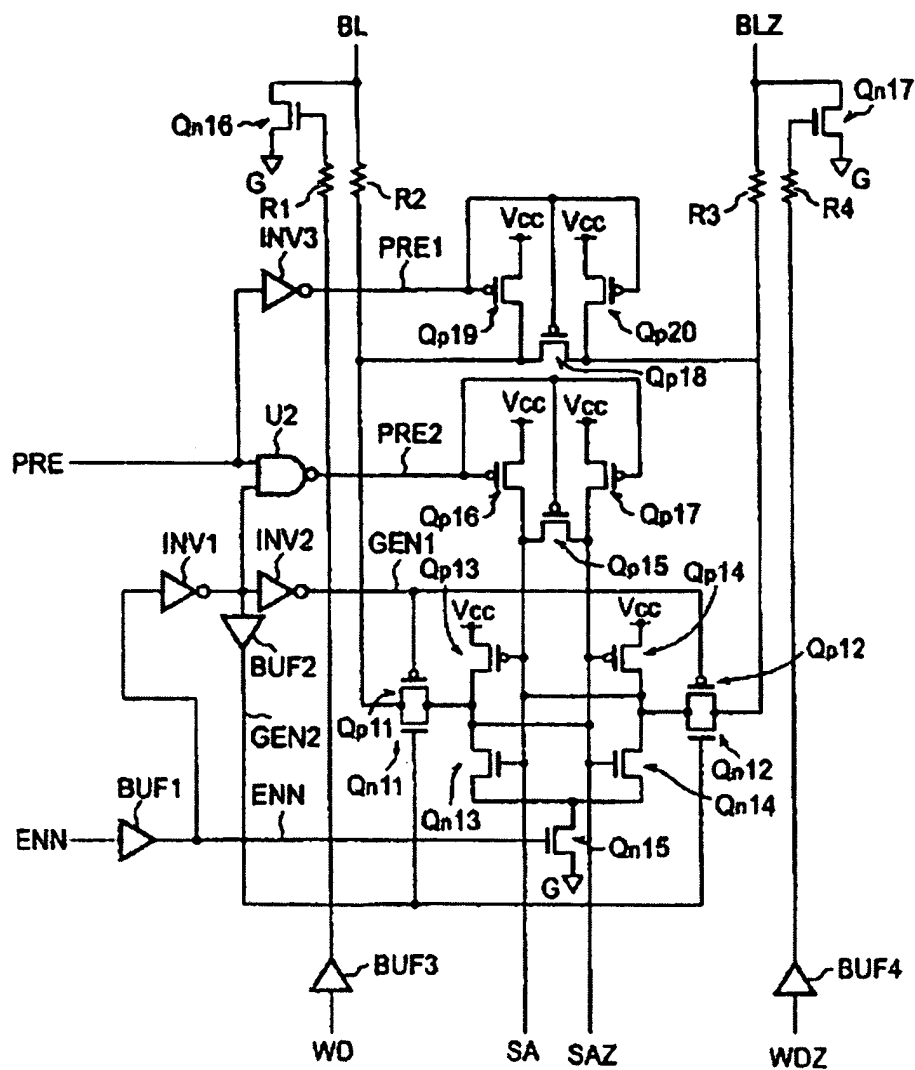 BL
BLZ
Qn16
Qn17
G
G
R1
R2
R3
R4
INV3
PRE1
Vcc
Vcc
Qp19
Qp20
Qp18
U2
PRE2
Vcc
Vcc
PRE
Qp16
Qp17
INV1
INV2
GEN1
Qp13
Qp15
Qp14
Vcc
Vcc
BUF2
Qp12
Qp11
GEN2
Qn11
Qn12
BUF1
ENN
Qn13
Qn14
ENN
Qn15
G
BUF3
BUF4
WD
SA
SAZ
WDZ